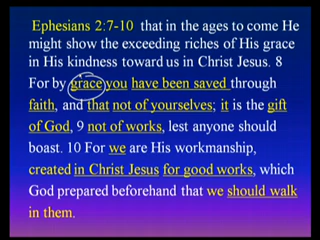 Ephesians 2:7-10 that in the ages to come He
might show the exceeding riches of His grace
in His kindness toward us in Christ Jesus. 8
For by grace you have been saved through
faith, and that not of yourselves; it is the gift
of God, 9 not of works, lest anyone should
boast. 10 For we are His workmanship,
created in Christ Jesus for good works, which
God prepared beforehand that we should walk
in them.